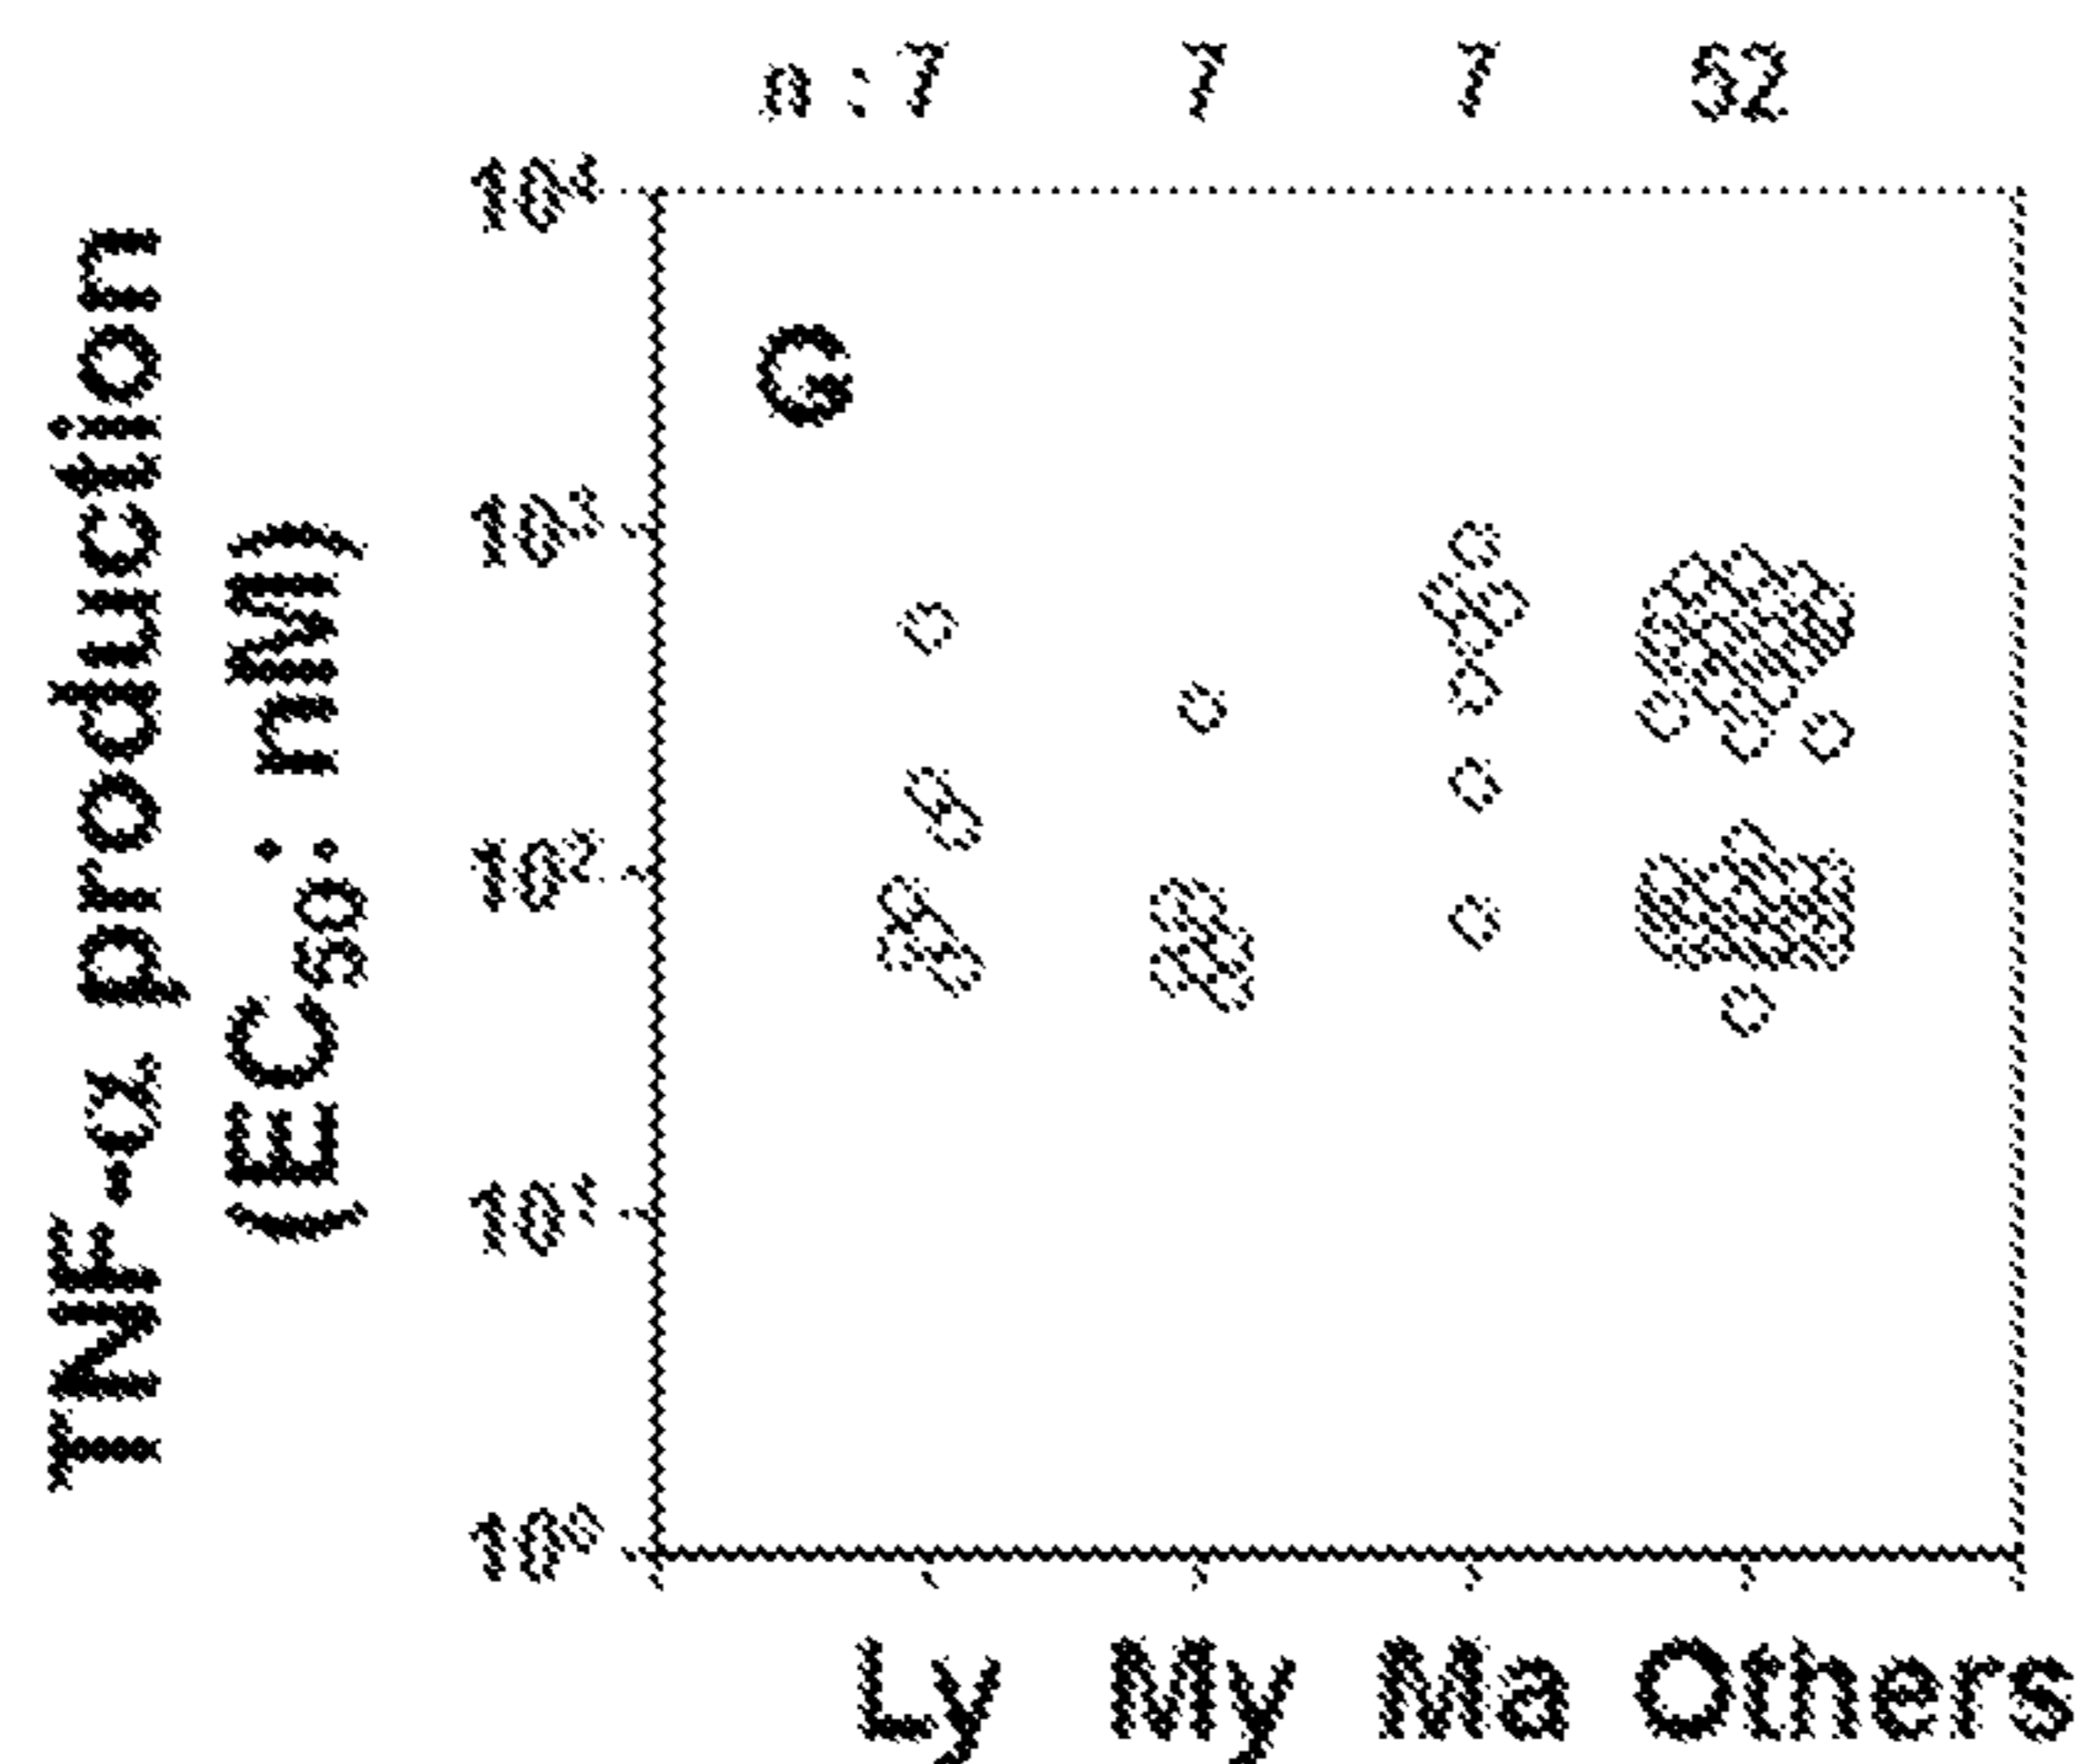 n : 7 7 7 52
TNF-α production
(EC₅₀: nM)
10⁴
G
10³
10²
10¹
10⁰
Ly My Ma Others